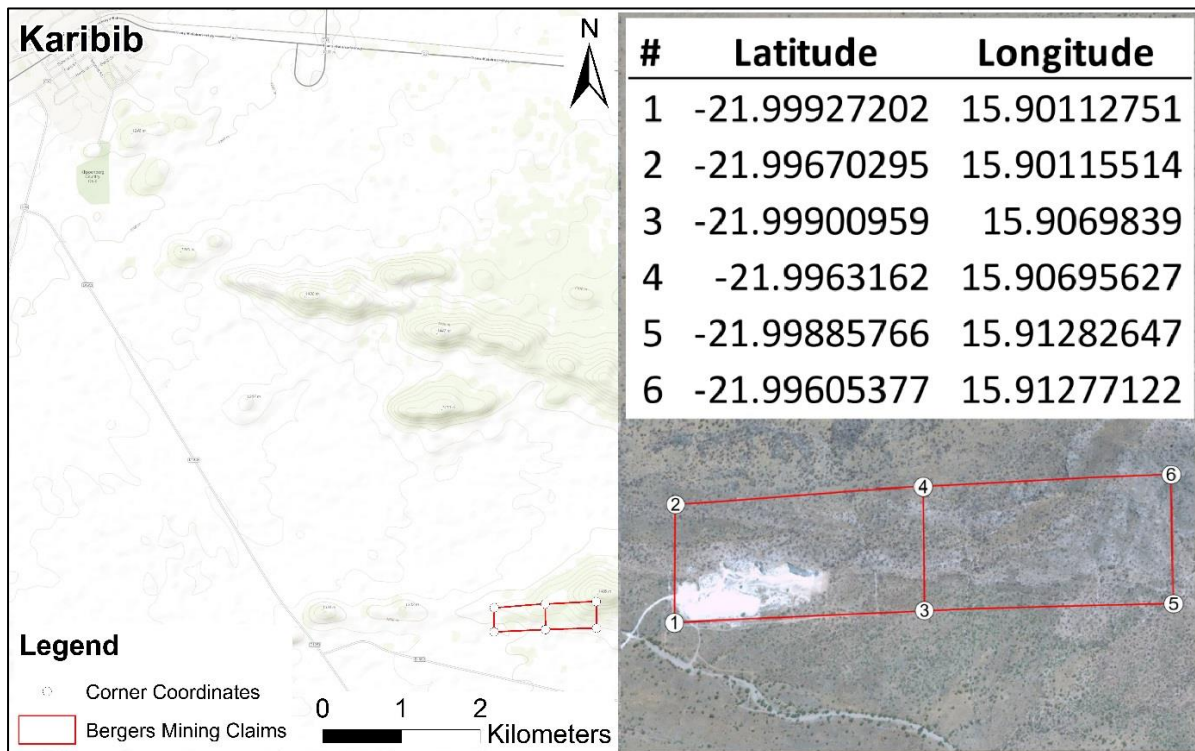 Karibib
N
Legend
Corner Coordinates
Bergers Mining Claims
0 1 2
Kilometers
# Latitude Longitude
1 -21.99927202 15.90112751
2 -21.99670295 15.90115514
3 -21.99900959 15.9069839
4 -21.9963162 15.90695627
5 -21.99885766 15.91282647
6 -21.99605377 15.91277122
2
4
6
1
3
5